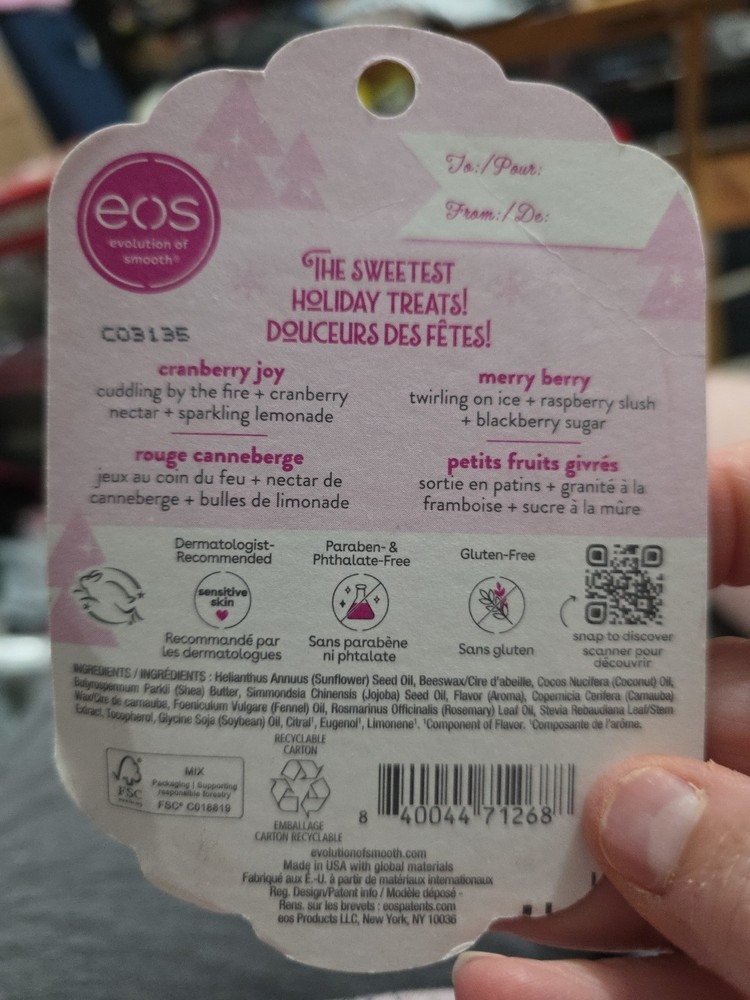 To:/Pour:
From:/De:
eos
evolution of
smooth®
THE SWEETEST
HOLIDAY TREATS!
DOUCEURS DES FÊTES!
C03135
cranberry joy
cuddling by the fire + cranberry
nectar + sparkling lemonade
rouge canneberge
jeux au coin du feu + nectar de
canneberge + bulles de limonade
merry berry
twirling on ice + raspberry slush
+ blackberry sugar
petits fruits givrés
sortie en patins + granité à la
framboise + sucre à la mûre
Dermatologist-
Recommended
sensitive
skin
Recommandé par
les dermatologues
Paraben- &
Phthalate-Free
Sans parabène
ni phtalate
Gluten-Free
Sans gluten
snap to discover
scanner pour
découvrir
INGREDIENTS / INGRÉDIENTS : Helianthus Annuus (Sunflower) Seed Oil, Beeswax/Cire d'abeille, Cocos Nucifera (Coconut) Oil,
Butyrospermum Parkii (Shea) Butter, Simmondsia Chinensis (Jojoba) Seed Oil, Flavor (Aroma), Copernicia Cerifera (Carnauba)
Wax/Cire de carnauba, Foeniculum Vulgare (Fennel) Oil, Rosmarinus Officinalis (Rosemary) Leaf Oil, Stevia Rebaudiana Leaf/Stem
Extract, Tocopherol, Glycine Soja (Soybean) Oil, Citral¹, Eugenol¹, Limonene¹. ¹Component of Flavor. ¹Composante de l'arôme.
FSC
MIX
Packaging | Supporting
responsible forestry
FSC® C016619
RECYCLABLE
CARTON
EMBALLAGE
CARTON RECYCLABLE
8 40044 71268
evolutionofsmooth.com
Made in USA with global materials
Fabriqué aux É.-U. à partir de matériaux internationaux
Reg. Design/Patent info / Modèle déposé -
Rens. sur les brevets : eospatents.com
eos Products LLC, New York, NY 10036